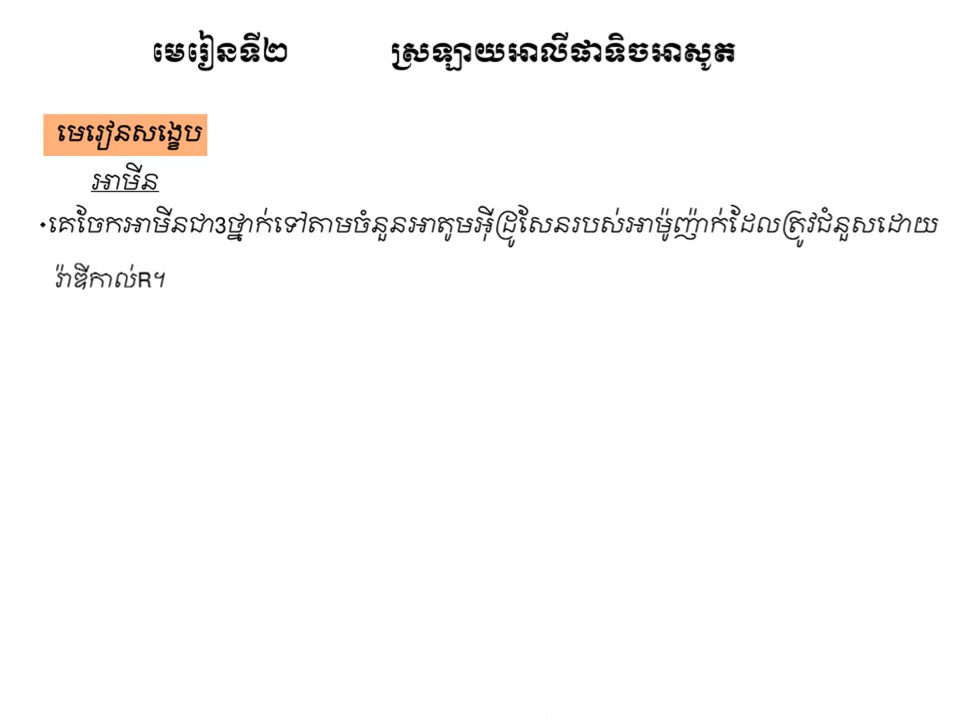 មេរៀនទី២ ស្រឡាយអាលីផាទិចអាសូត
មេរៀនសង្ខេប
អាមីន
•គេចែកអាមីនជា3ថ្នាក់ទៅតាមចំនួនអាតូមអ៊ីដ្រូសែនរបស់អាម៉ូញ៉ាក់ដែលត្រូវជំនួសដោយ
រ៉ាឌីកាល់R។